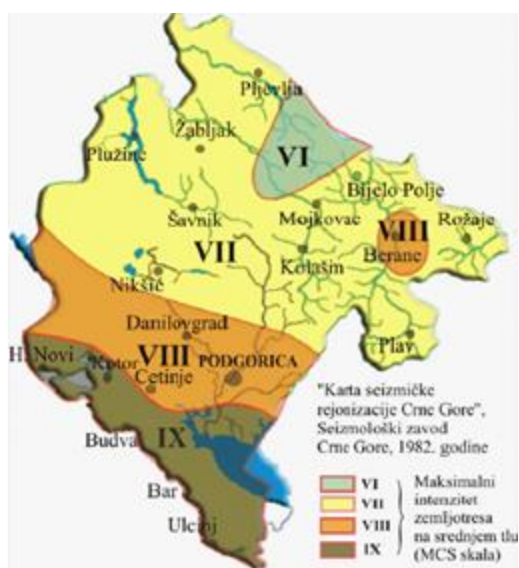 Pljevlja
Žabljak
Plužine
VI
Bijelo Polje
Šavnik
Mojkovac
VIII
Rožaje
VII
Berane
Kolašin
Nikšić
Danilovgrad
Plav
VIII
PODGORICA
H. Novi
Kotor
Cetinje
"Karta seizmičke
rejonizacije Crne Gore",
Seizmološki zavod
Crne Gore, 1982. godine
Budva
IX
Bar
Ulcinj
VI
VII
VIII
IX
Maksimalni
intenzitet
zemljotresa
na srednjem tlu
(MCS skala)